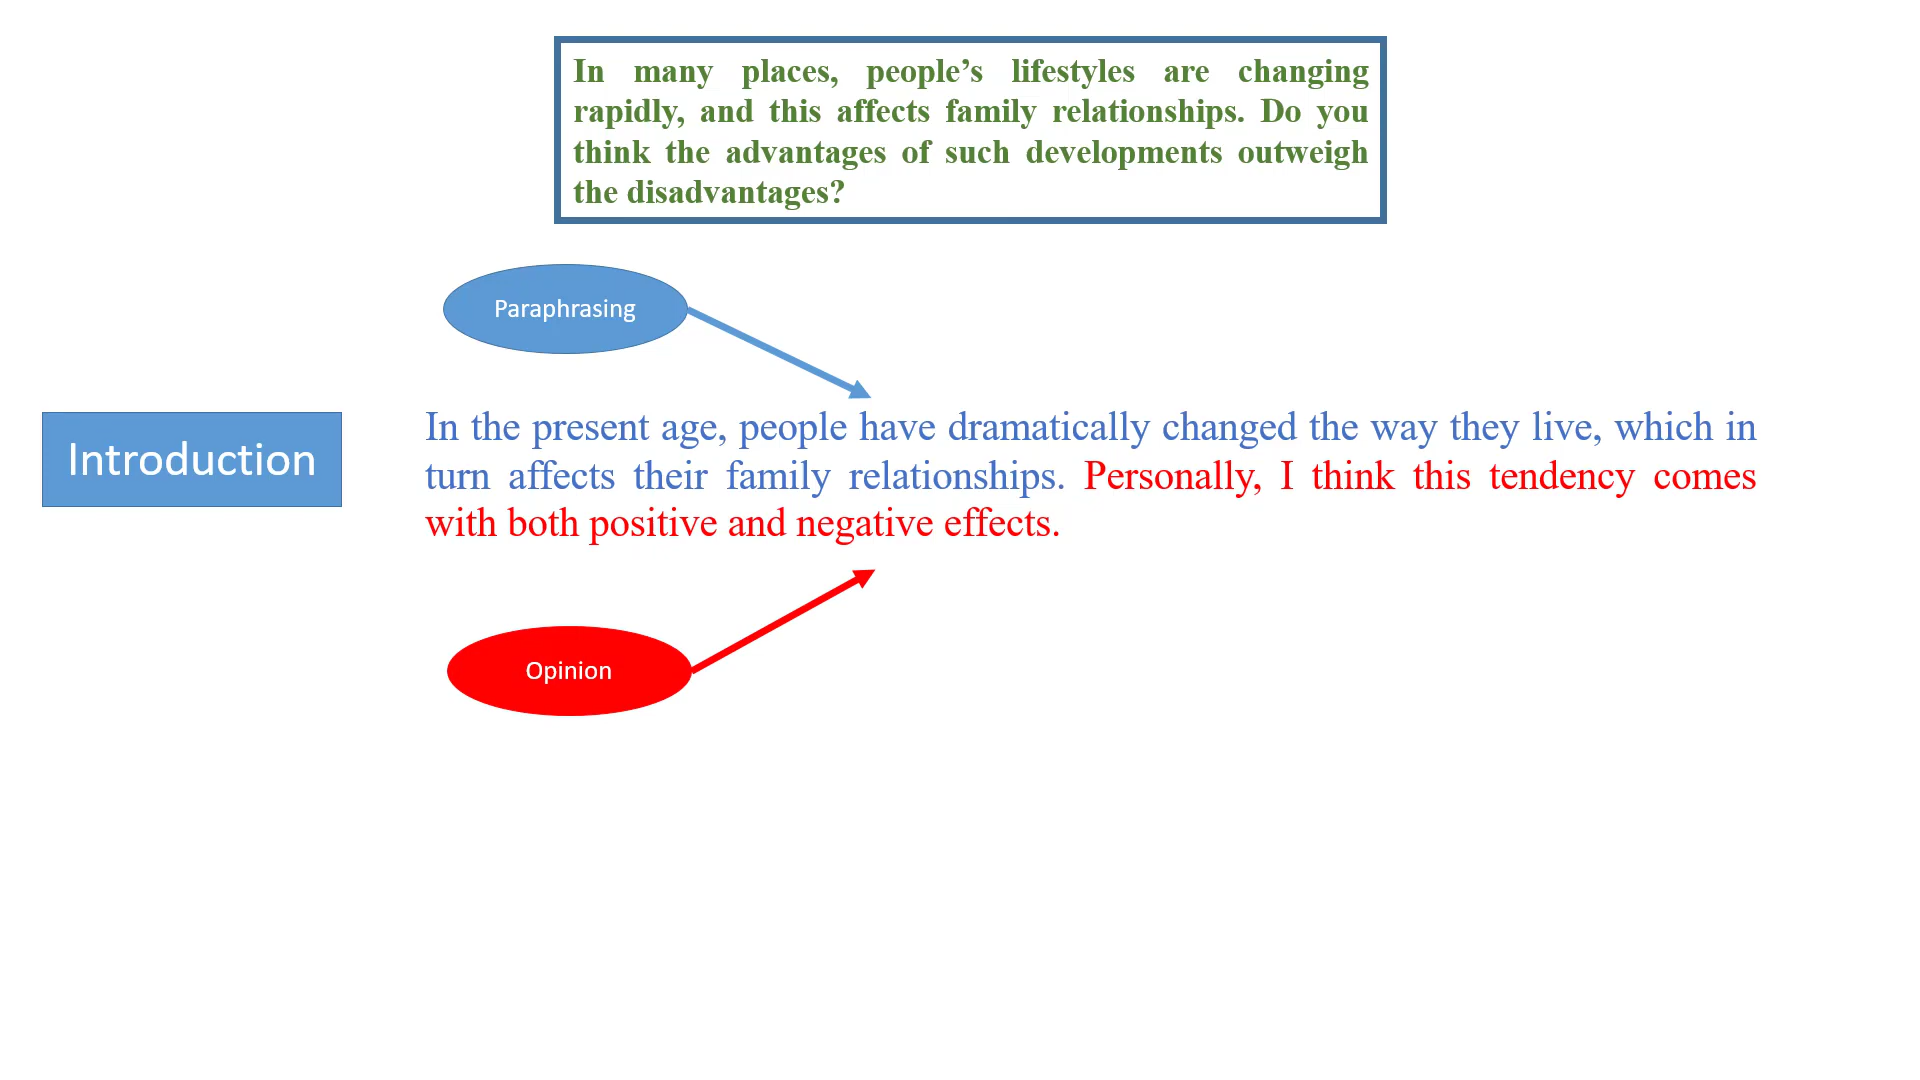 In many places, people’s lifestyles are changing
rapidly, and this affects family relationships. Do you
think the advantages of such developments outweigh
the disadvantages?
Paraphrasing
Introduction
In the present age, people have dramatically changed the way they live, which in
turn affects their family relationships. Personally, I think this tendency comes
with both positive and negative effects.
Opinion